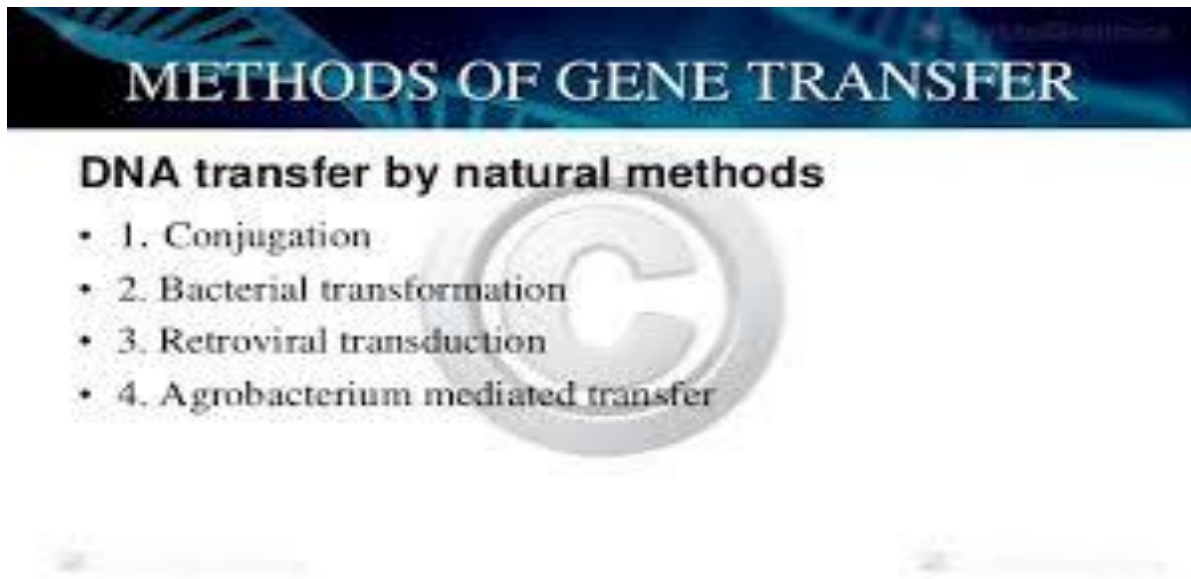 METHODS OF GENE TRANSFER
DNA transfer by natural methods
• 1. Conjugation
• 2. Bacterial transformation
• 3. Retroviral transduction
• 4. Agrobacterium mediated transfer
C